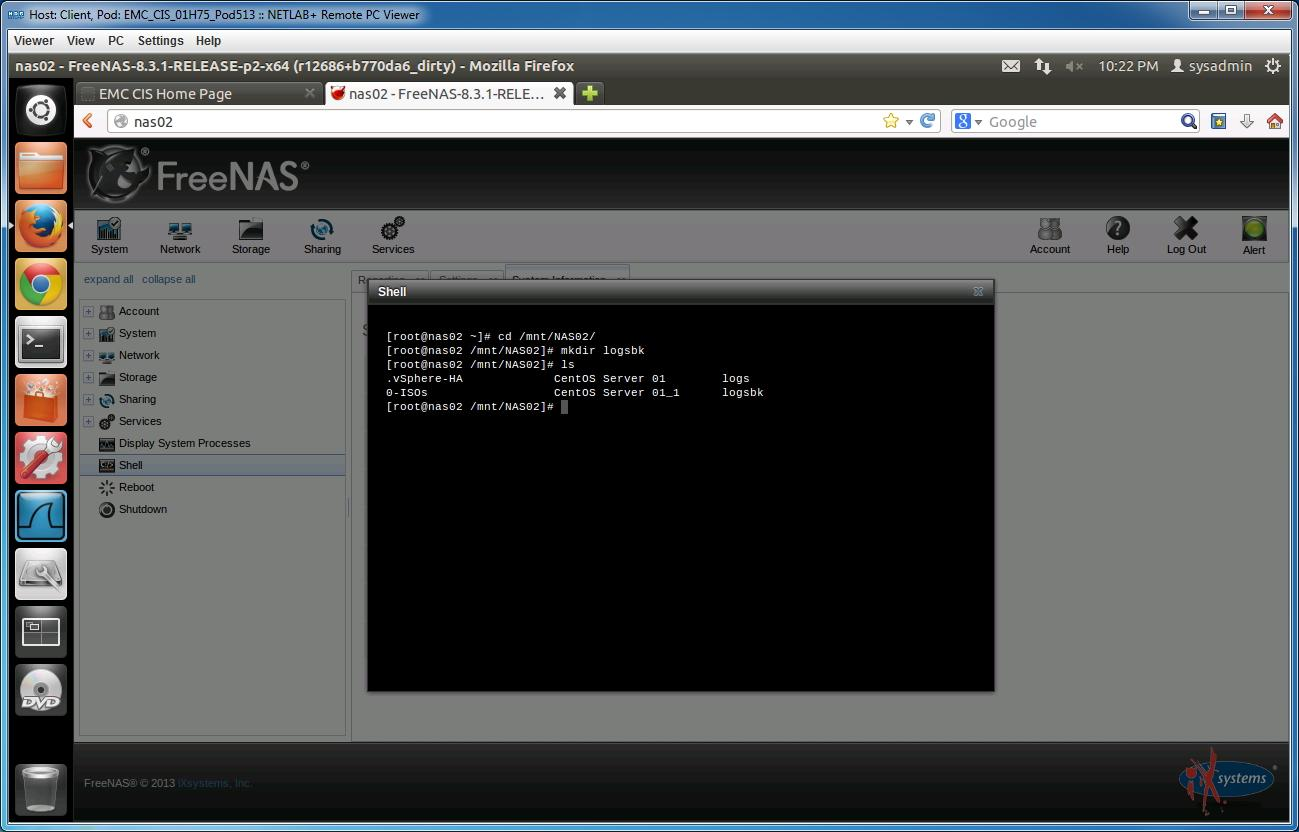 Host: Client, Pod: EMC_CIS_01H75_Pod513 :: NETLAB+ Remote PC Viewer
Viewer View PC Settings Help
nas02 - FreeNAS-8.3.1-RELEASE-p2-x64 (r12686+b770da6_dirty) - Mozilla Firefox 10:22 PM sysadmin
EMC CIS Home Page nas02 - FreeNAS-8.3.1-RELE...
nas02 Google
FreeNAS®
System Network Storage Sharing Services Account Help Log Out Alert
expand all collapse all
Account
System
Network
Storage
Sharing
Services
Display System Processes
Shell
Reboot
Shutdown
Reporting Settings System Information
Shell
[root@nas02 ~]# cd /mnt/NAS02/
[root@nas02 /mnt/NAS02]# mkdir logsbk
[root@nas02 /mnt/NAS02]# ls
.vSphere-HA CentOS Server 01 logs
0-ISOs CentOS Server 01_1 logsbk
[root@nas02 /mnt/NAS02]#
DVD
FreeNAS® © 2013 iXsystems, Inc.
iXsystems®